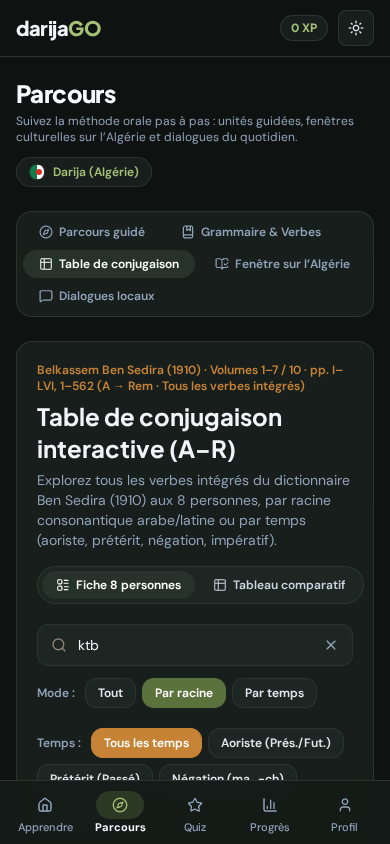 darijaGO
0 XP
Parcours
Suivez la méthode orale pas à pas : unités guidées, fenêtres
culturelles sur l’Algérie et dialogues du quotidien.
Darija (Algérie)
Parcours guidé
Grammaire & Verbes
Table de conjugaison
Fenêtre sur l’Algérie
Dialogues locaux
Belkassem Ben Sedira (1910) · Volumes 1–7 / 10 · pp. I–
LVI, 1–562 (A → Rem · Tous les verbes intégrés)
Table de conjugaison
interactive (A–R)
Explorez tous les verbes intégrés du dictionnaire
Ben Sedira (1910) aux 8 personnes, par racine
consonantique arabe/latine ou par temps
(aoriste, prétérit, négation, impératif).
Fiche 8 personnes
Tableau comparatif
ktb
Mode :
Tout
Par racine
Par temps
Temps :
Tous les temps
Aoriste (Prés./Fut.)
Prétérit (Passé)
Négation (ma...-ch)
Apprendre
Parcours
Quiz
Progrès
Profil